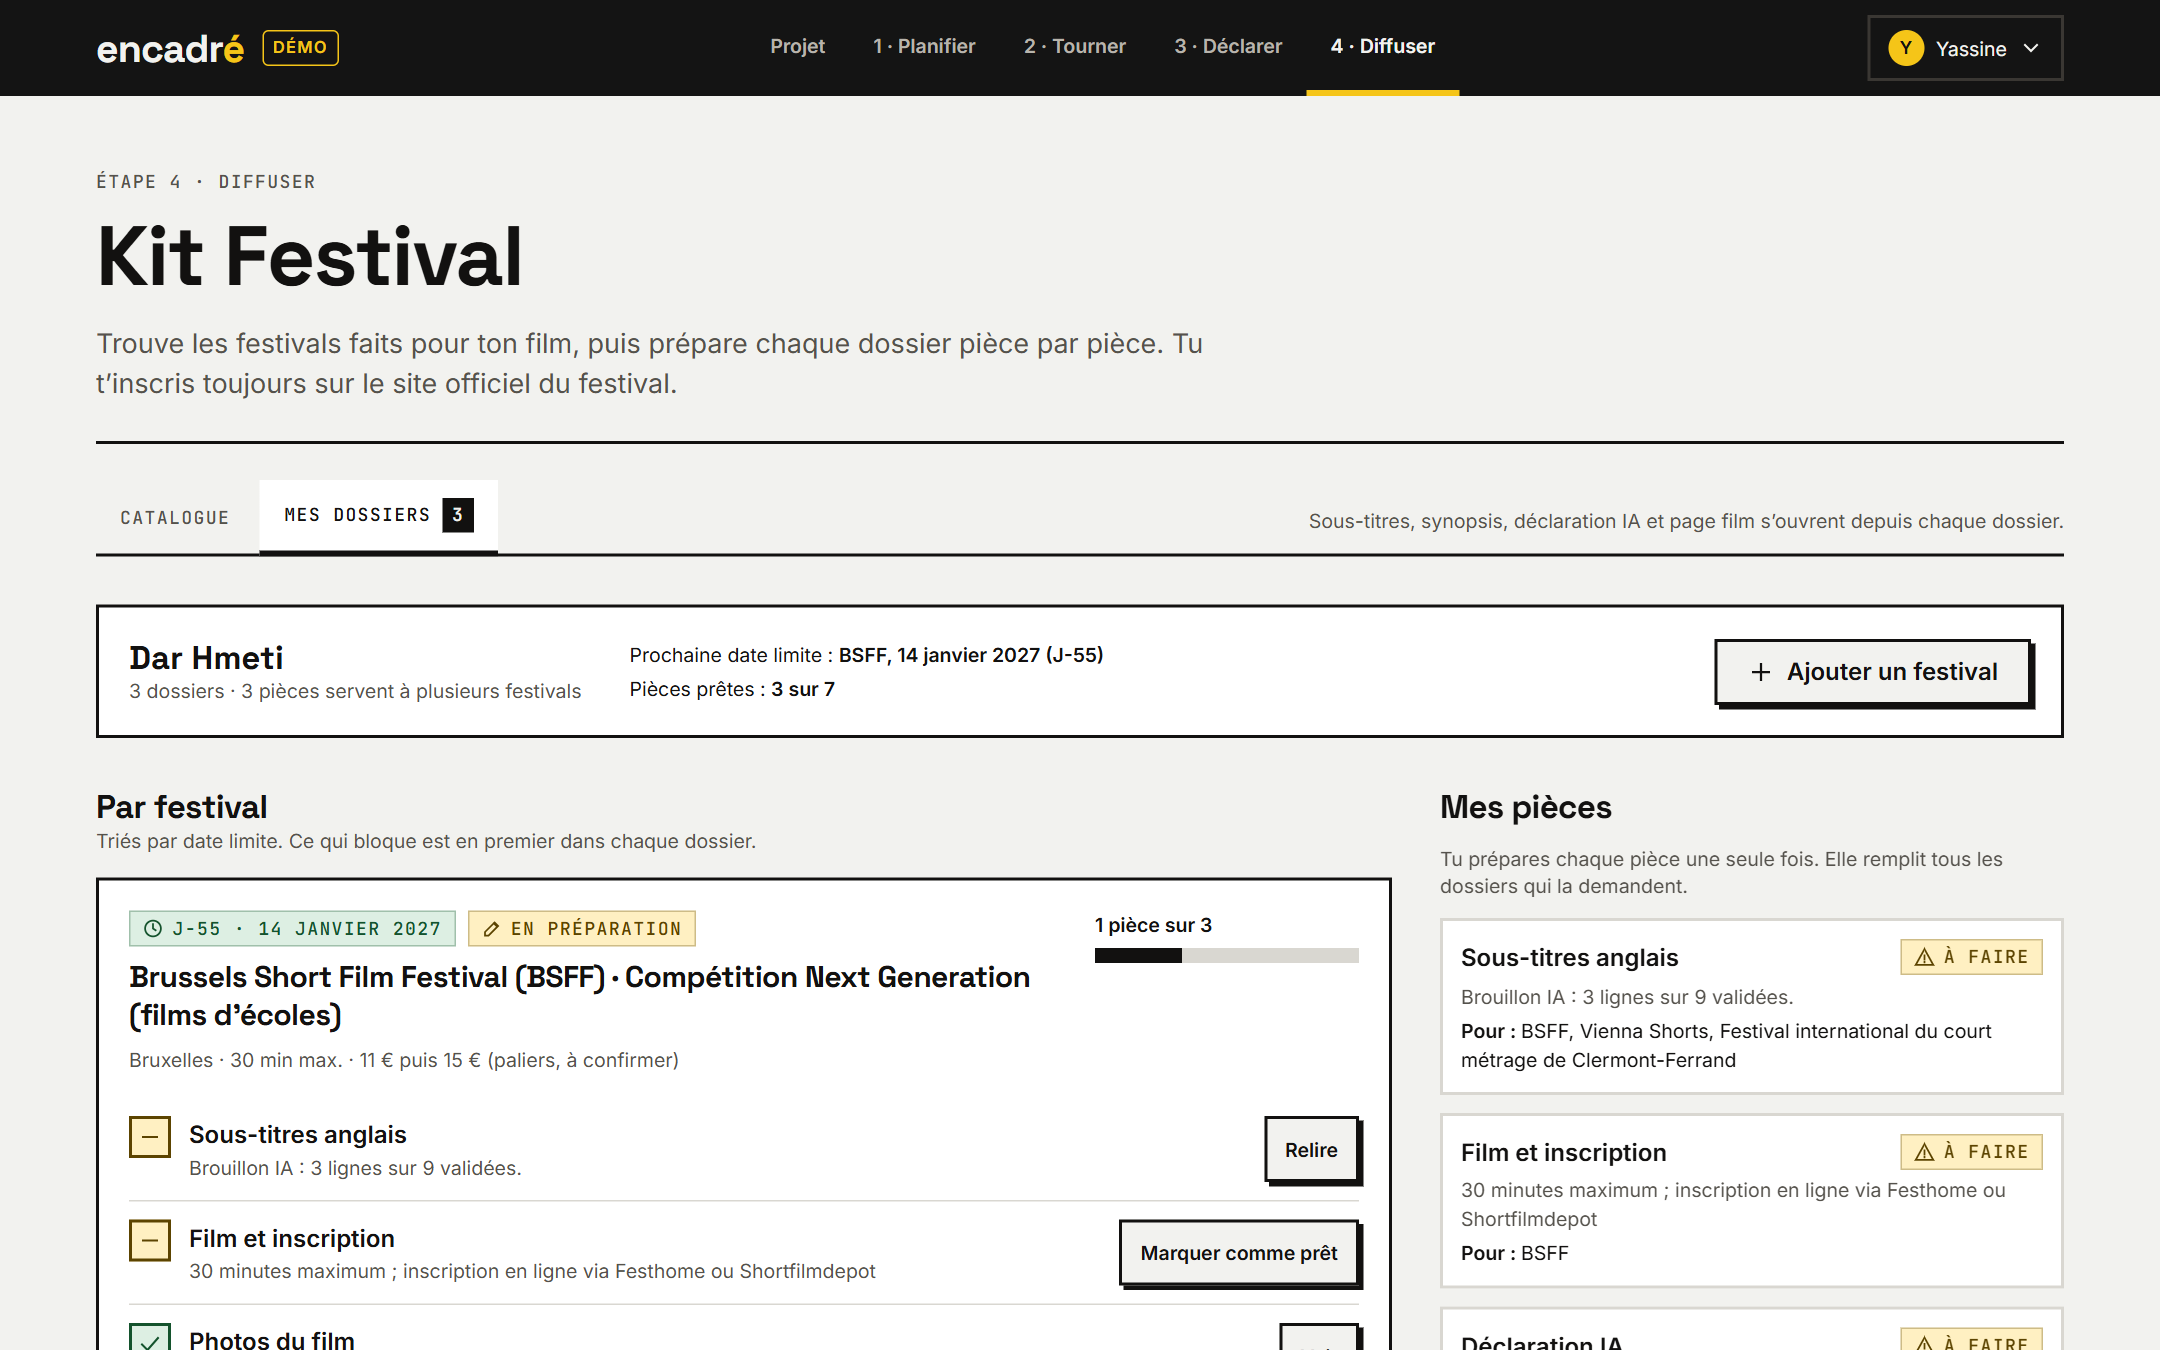 encadré
DÉMO
Projet
1 · Planifier
2 · Tourner
3 · Déclarer
4 · Diffuser
Y
Yassine
ÉTAPE 4 · DIFFUSER
Kit Festival
Trouve les festivals faits pour ton film, puis prépare chaque dossier pièce par pièce. Tu
t’inscris toujours sur le site officiel du festival.
CATALOGUE
MES DOSSIERS 3
Sous-titres, synopsis, déclaration IA et page film s’ouvrent depuis chaque dossier.
Dar Hmeti
3 dossiers · 3 pièces servent à plusieurs festivals
Prochaine date limite : BSFF, 14 janvier 2027 (J-55)
Pièces prêtes : 3 sur 7
Ajouter un festival
Par festival
Triés par date limite. Ce qui bloque est en premier dans chaque dossier.
J-55 · 14 JANVIER 2027
EN PRÉPARATION
1 pièce sur 3
Brussels Short Film Festival (BSFF) · Compétition Next Generation
(films d’écoles)
Bruxelles · 30 min max. · 11 € puis 15 € (paliers, à confirmer)
Sous-titres anglais
Brouillon IA : 3 lignes sur 9 validées.
Relire
Film et inscription
30 minutes maximum ; inscription en ligne via Festhome ou Shortfilmdepot
Marquer comme prêt
Photos du film
Mes pièces
Tu prépares chaque pièce une seule fois. Elle remplit tous les
dossiers qui la demandent.
Sous-titres anglais
À FAIRE
Brouillon IA : 3 lignes sur 9 validées.
Pour : BSFF, Vienna Shorts, Festival international du court
métrage de Clermont-Ferrand
Film et inscription
À FAIRE
30 minutes maximum ; inscription en ligne via Festhome ou
Shortfilmdepot
Pour : BSFF
Déclaration IA
À FAIRE